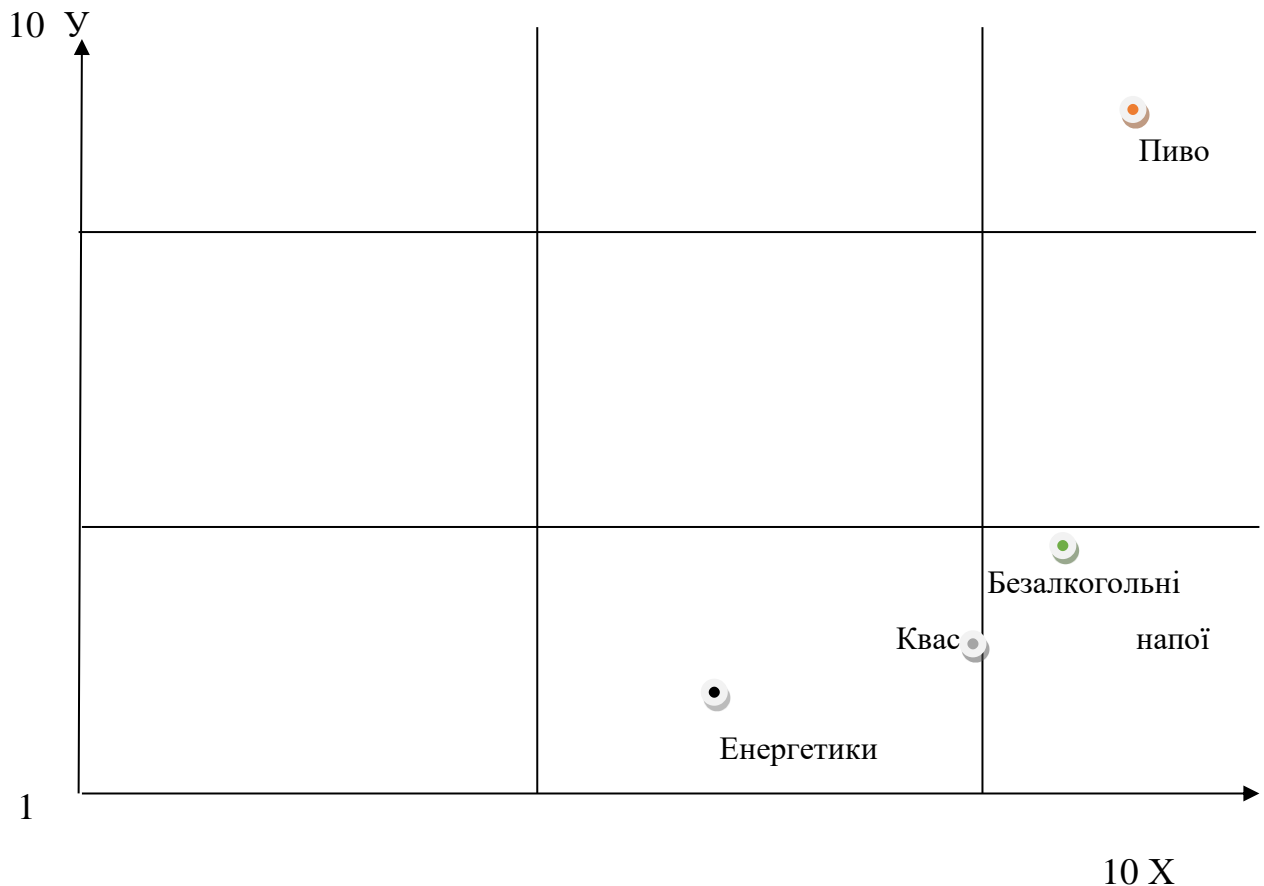 10 У
Пиво
Безалкогольні
Квас напої
Енергетики
1
10 Х